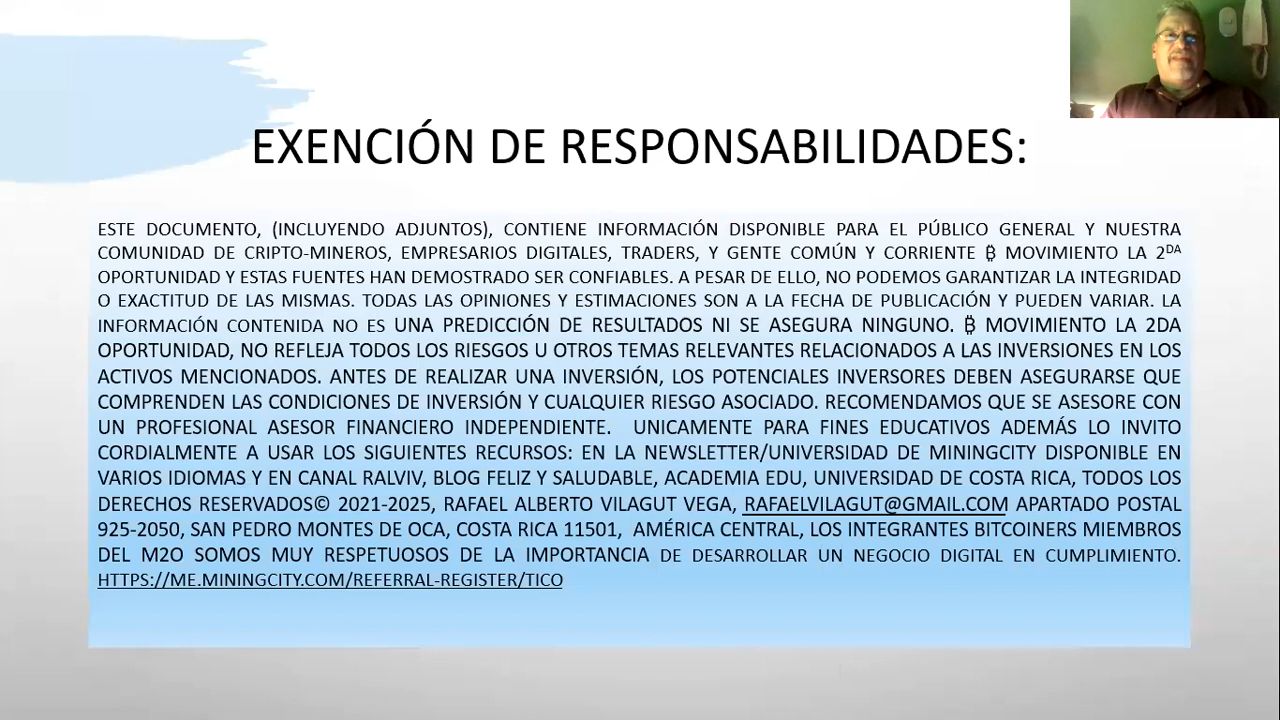 EXENCIÓN DE RESPONSABILIDADES:
ESTE DOCUMENTO, (INCLUYENDO ADJUNTOS), CONTIENE INFORMACIÓN DISPONIBLE PARA EL PÚBLICO GENERAL Y NUESTRA
COMUNIDAD DE CRIPTO-MINEROS, EMPRESARIOS DIGITALES, TRADERS, Y GENTE COMÚN Y CORRIENTE ₿ MOVIMIENTO LA 2ᴰᴬ
OPORTUNIDAD Y ESTAS FUENTES HAN DEMOSTRADO SER CONFIABLES. A PESAR DE ELLO, NO PODEMOS GARANTIZAR LA INTEGRIDAD
O EXACTITUD DE LAS MISMAS. TODAS LAS OPINIONES Y ESTIMACIONES SON A LA FECHA DE PUBLICACIÓN Y PUEDEN VARIAR. LA
INFORMACIÓN CONTENIDA NO ES UNA PREDICCIÓN DE RESULTADOS NI SE ASEGURA NINGUNO. ₿ MOVIMIENTO LA 2DA
OPORTUNIDAD, NO REFLEJA TODOS LOS RIESGOS U OTROS TEMAS RELEVANTES RELACIONADOS A LAS INVERSIONES EN LOS
ACTIVOS MENCIONADOS. ANTES DE REALIZAR UNA INVERSIÓN, LOS POTENCIALES INVERSORES DEBEN ASEGURARSE QUE
COMPRENDEN LAS CONDICIONES DE INVERSIÓN Y CUALQUIER RIESGO ASOCIADO. RECOMENDAMOS QUE SE ASESORE CON
UN PROFESIONAL ASESOR FINANCIERO INDEPENDIENTE. UNICAMENTE PARA FINES EDUCATIVOS ADEMÁS LO INVITO
CORDIALMENTE A USAR LOS SIGUIENTES RECURSOS: EN LA NEWSLETTER/UNIVERSIDAD DE MININGCITY DISPONIBLE EN
VARIOS IDIOMAS Y EN CANAL RALVIV, BLOG FELIZ Y SALUDABLE, ACADEMIA EDU, UNIVERSIDAD DE COSTA RICA, TODOS LOS
DERECHOS RESERVADOS© 2021-2025, RAFAEL ALBERTO VILAGUT VEGA, RAFAELVILAGUT@GMAIL.COM APARTADO POSTAL
925-2050, SAN PEDRO MONTES DE OCA, COSTA RICA 11501, AMÉRICA CENTRAL, LOS INTEGRANTES BITCOINERS MIEMBROS
DEL M2O SOMOS MUY RESPETUOSOS DE LA IMPORTANCIA DE DESARROLLAR UN NEGOCIO DIGITAL EN CUMPLIMIENTO.
HTTPS://ME.MININGCITY.COM/REFERRAL-REGISTER/TICO